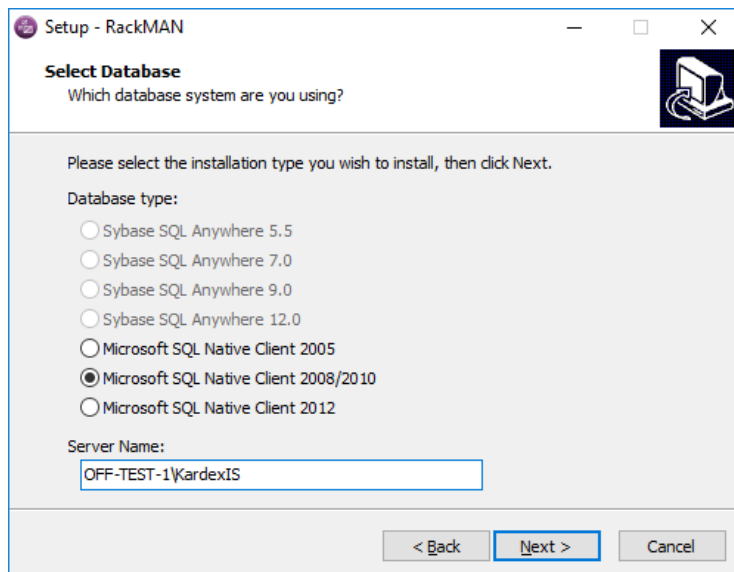 Setup - RackMAN
Select Database
Which database system are you using?
Please select the installation type you wish to install, then click Next.
Database type:
Sybase SQL Anywhere 5.5
Sybase SQL Anywhere 7.0
Sybase SQL Anywhere 9.0
Sybase SQL Anywhere 12.0
Microsoft SQL Native Client 2005
Microsoft SQL Native Client 2008/2010
Microsoft SQL Native Client 2012
Server Name:
OFF-TEST-1\KardexIS
< Back Next > Cancel